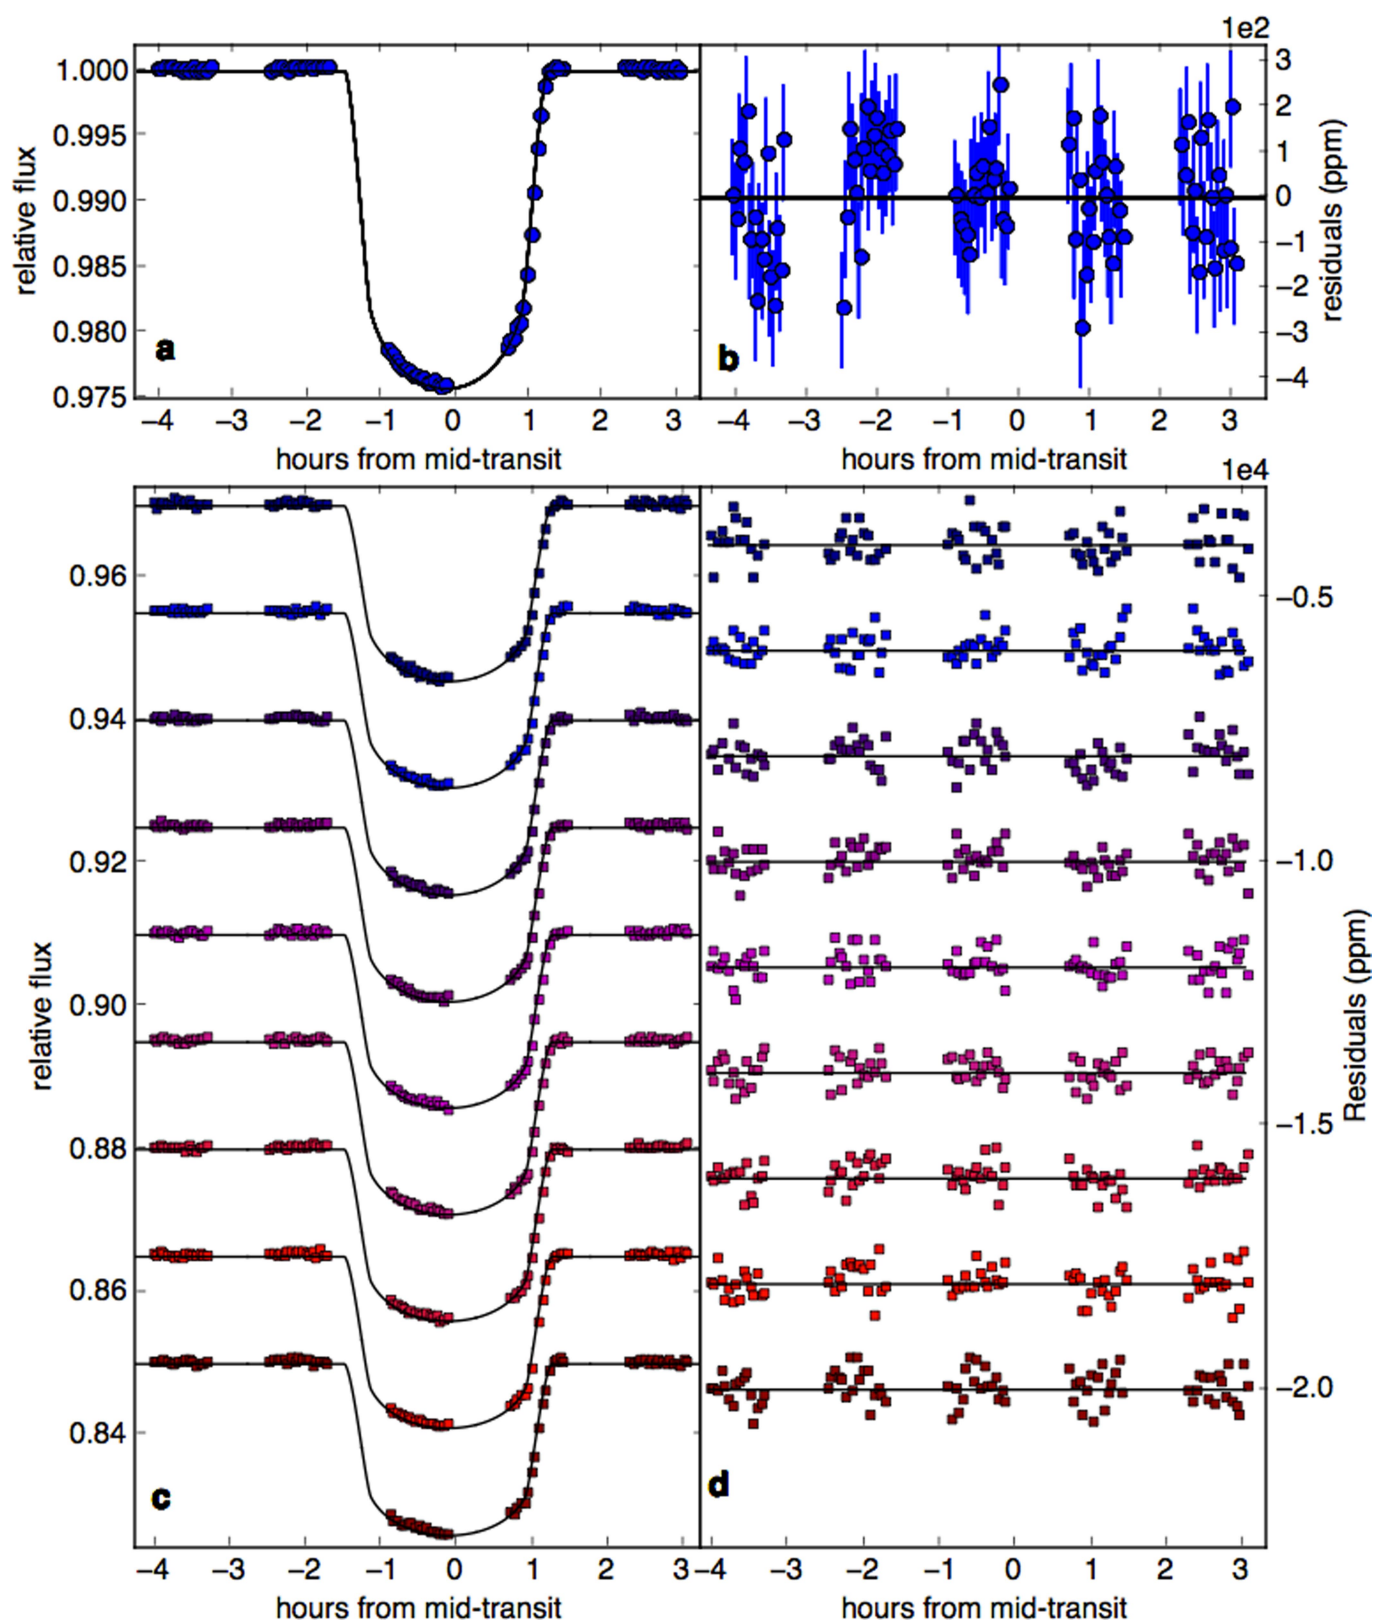 1e2
1.000
0.995
0.990
0.985
0.980
0.975
relative flux
a
−4 −3 −2 −1 0 1 2 3
hours from mid-transit
3
2
1
0
−1
−2
−3
−4
residuals (ppm)
b
−4 −3 −2 −1 0 1 2 3
hours from mid-transit
1e4
0.96
0.94
0.92
0.90
0.88
0.86
0.84
relative flux
c
−4 −3 −2 −1 0 1 2 3
hours from mid-transit
−0.5
−1.0
−1.5
−2.0
Residuals (ppm)
d
−4 −3 −2 −1 0 1 2 3
hours from mid-transit